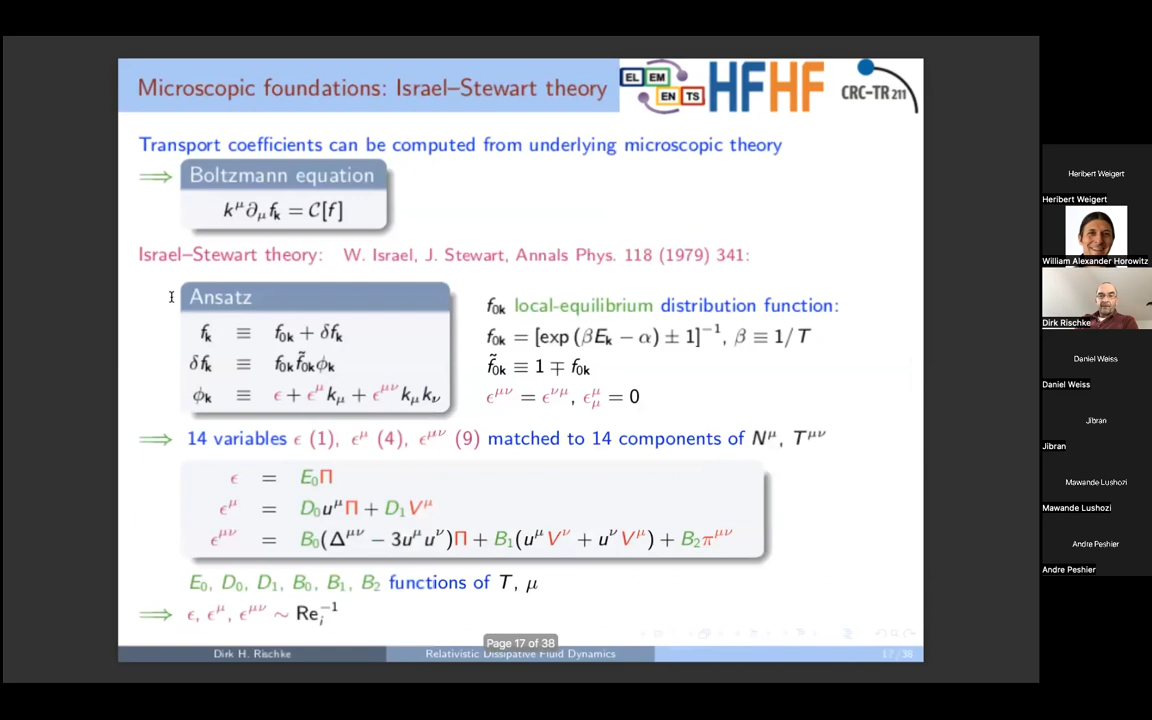 Microscopic foundations: Israel–Stewart theory
EL EM
EN TS
HFHF
CRC-TR 211
Transport coefficients can be computed from underlying microscopic theory
⟹ Boltzmann equation
k^μ ∂_μ f_k = C[f]
Israel–Stewart theory: W. Israel, J. Stewart, Annals Phys. 118 (1979) 341:
Ansatz
f_k ≡ f_0k + δf_k
δf_k ≡ f_0k f̃_0k ϕ_k
ϕ_k ≡ ϵ + ϵ^μ k_μ + ϵ^μν k_μ k_ν
f_0k local-equilibrium distribution function:
f_0k = [exp (βE_k − α) ± 1]^−1, β ≡ 1/T
f̃_0k ≡ 1 ∓ f_0k
ϵ^μν = ϵ^νμ, ϵ^μ_μ = 0
⟹ 14 variables ϵ (1), ϵ^μ (4), ϵ^μν (9) matched to 14 components of N^μ, T^μν
ϵ = E_0 Π
ϵ^μ = D_0 u^μ Π + D_1 V^μ
ϵ^μν = B_0(Δ^μν − 3u^μ u^ν)Π + B_1(u^μ V^ν + u^ν V^μ) + B_2 π^μν
E_0, D_0, D_1, B_0, B_1, B_2 functions of T, μ
⟹ ϵ, ϵ^μ, ϵ^μν ∼ Re_i^−1
Page 17 of 38
Dirk H. Rischke
Relativistic Dissipative Fluid Dynamics
17/38
Heribert Weigert
Heribert Weigert
William Alexander Horowitz
Dirk Rischke
Daniel Weiss
Daniel Weiss
Jibran
Jibran
Mawande Lushozi
Mawande Lushozi
Andre Peshier
Andre Peshier